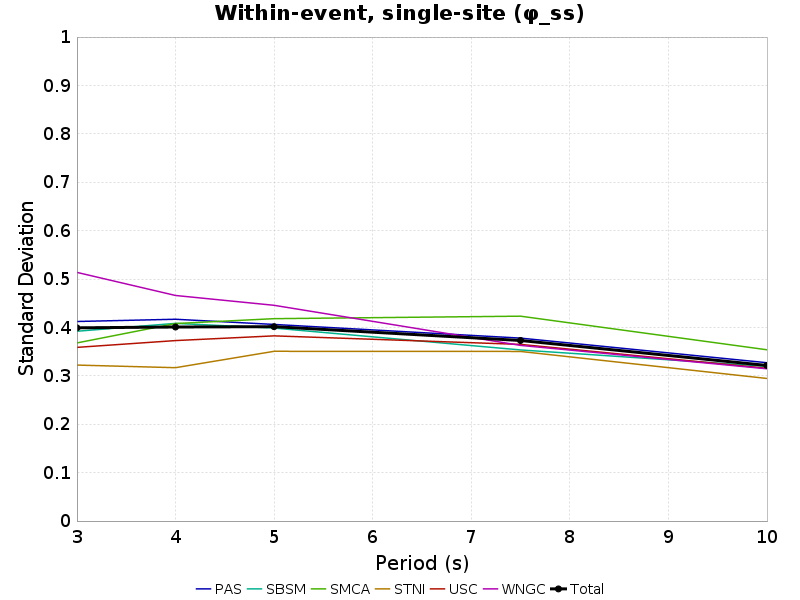 Within-event, single-site (φ_ss)
1
0.9
0.8
0.7
0.6
0.5
0.4
0.3
0.2
0.1
0
Standard Deviation
3 4 5 6 7 8 9 10
Period (s)
PAS SBSM SMCA STNI USC WNGC Total